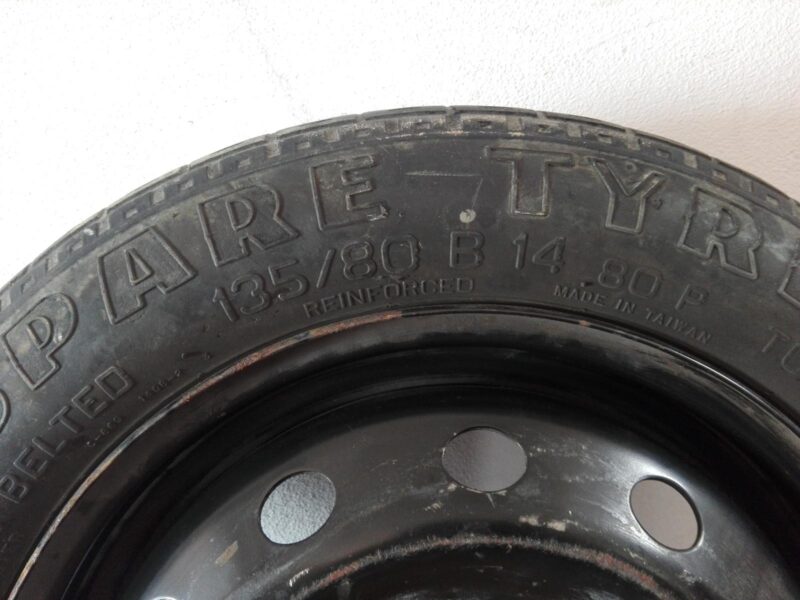 SPARE TYRE
135/80 B 14 80 P
REINFORCED
MADE IN TAIWAN
BELTED